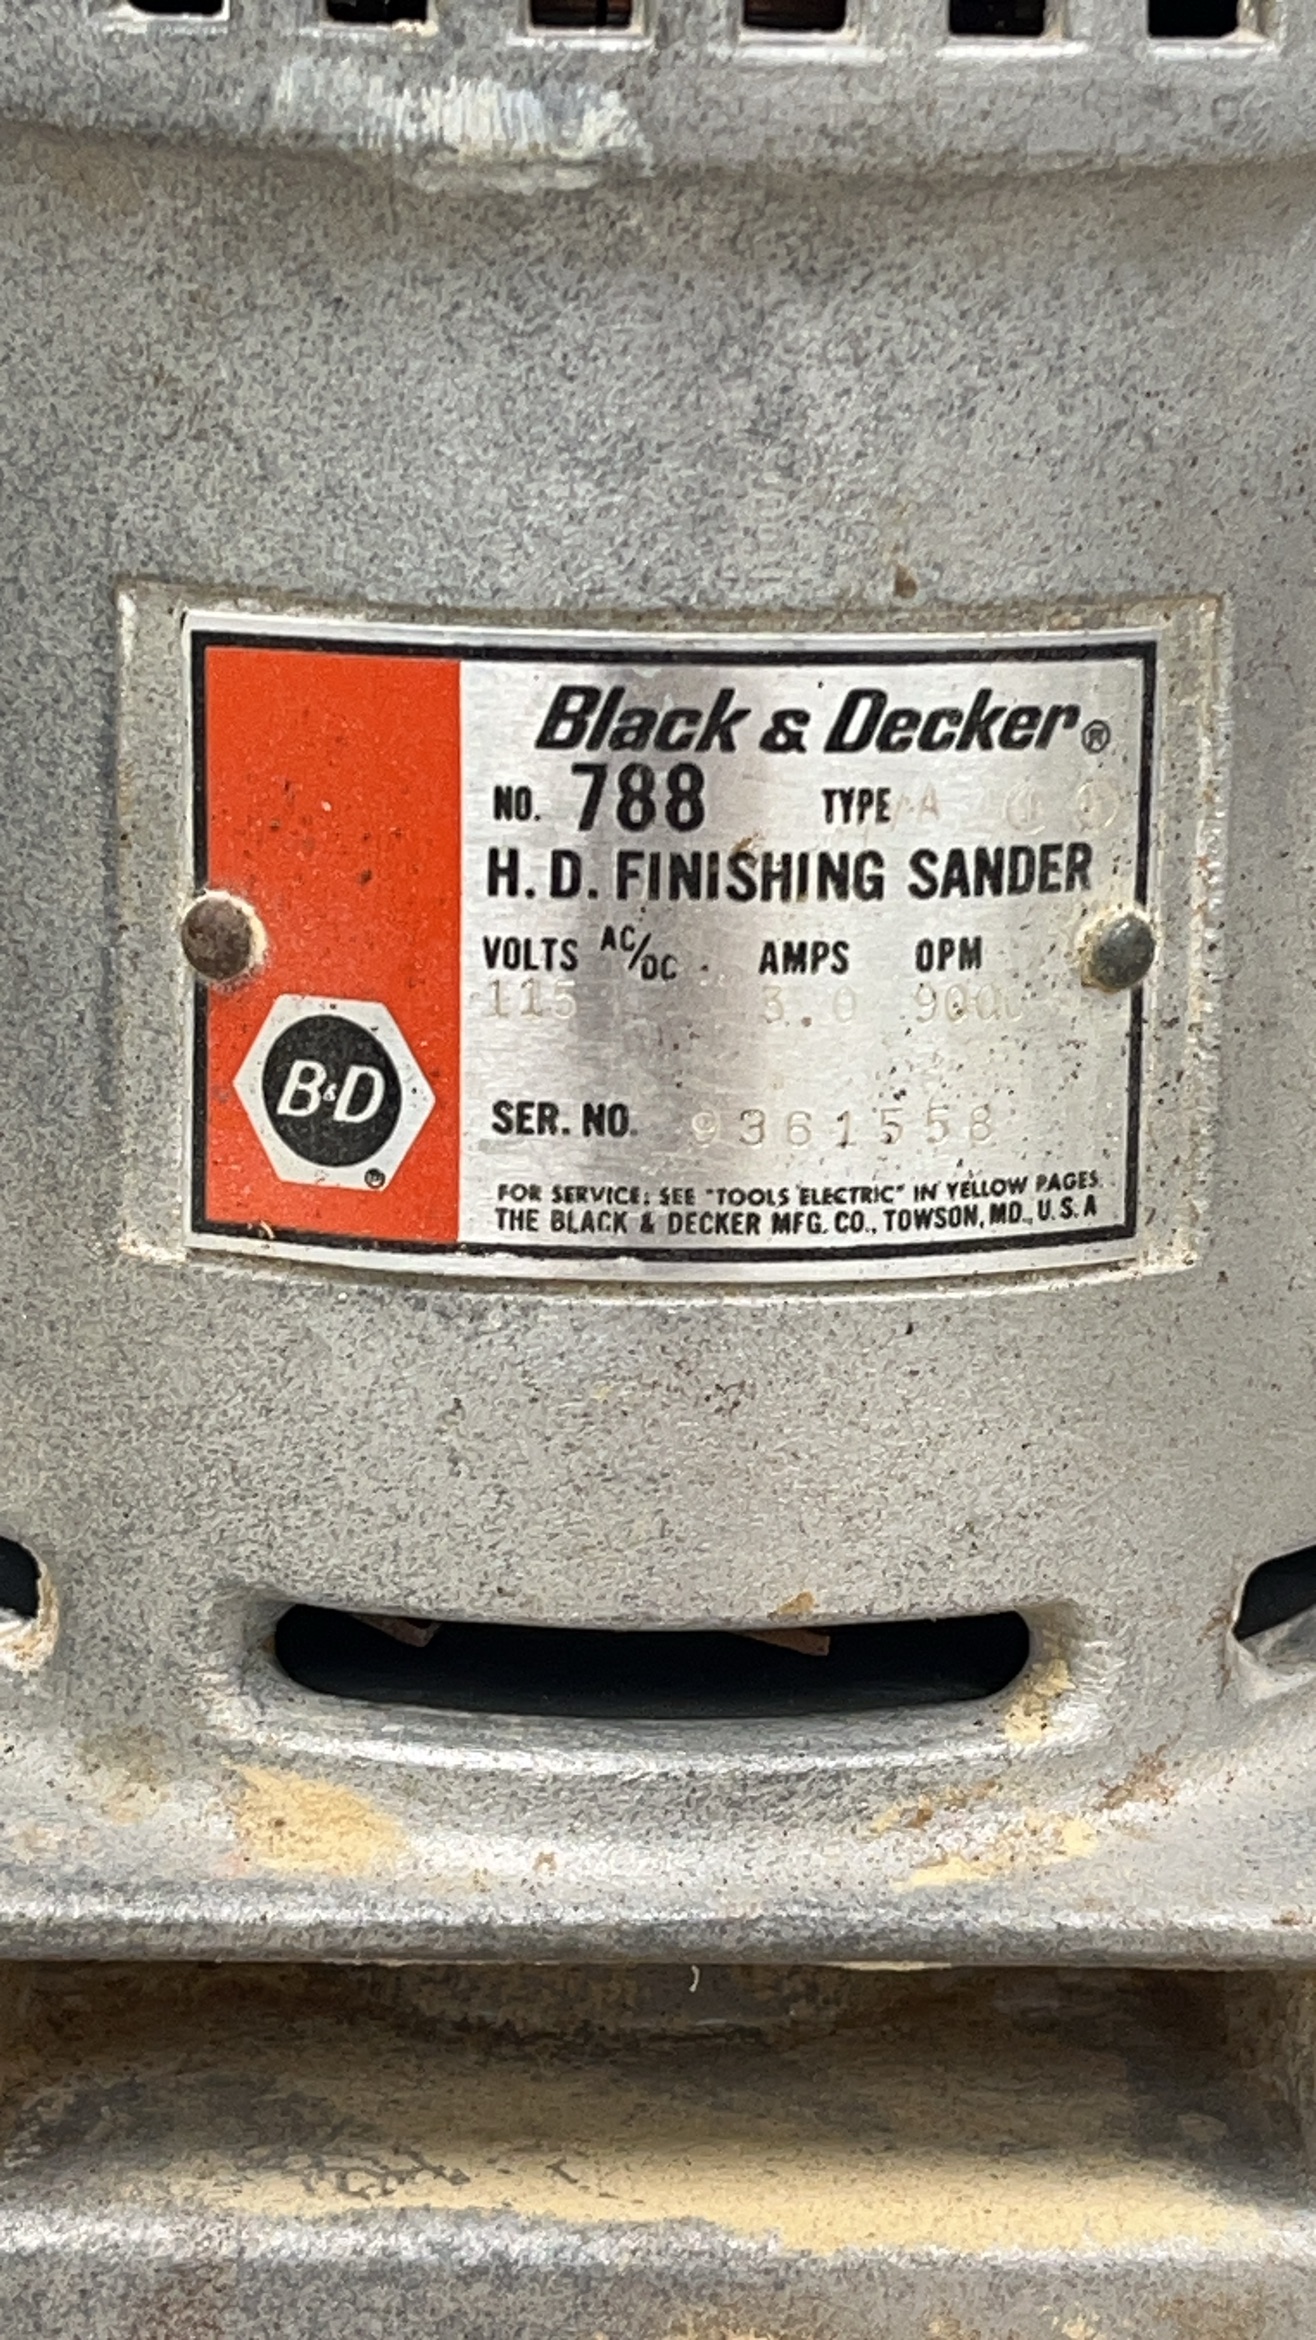 Black & Decker®
NO. 788 TYPE A
H. D. FINISHING SANDER
VOLTS AC/DC AMPS OPM
115 3.0 9000
SER. NO. 9361558
B&D
FOR SERVICE: SEE "TOOLS ELECTRIC" IN YELLOW PAGES.
THE BLACK & DECKER MFG. CO., TOWSON, MD., U.S.A